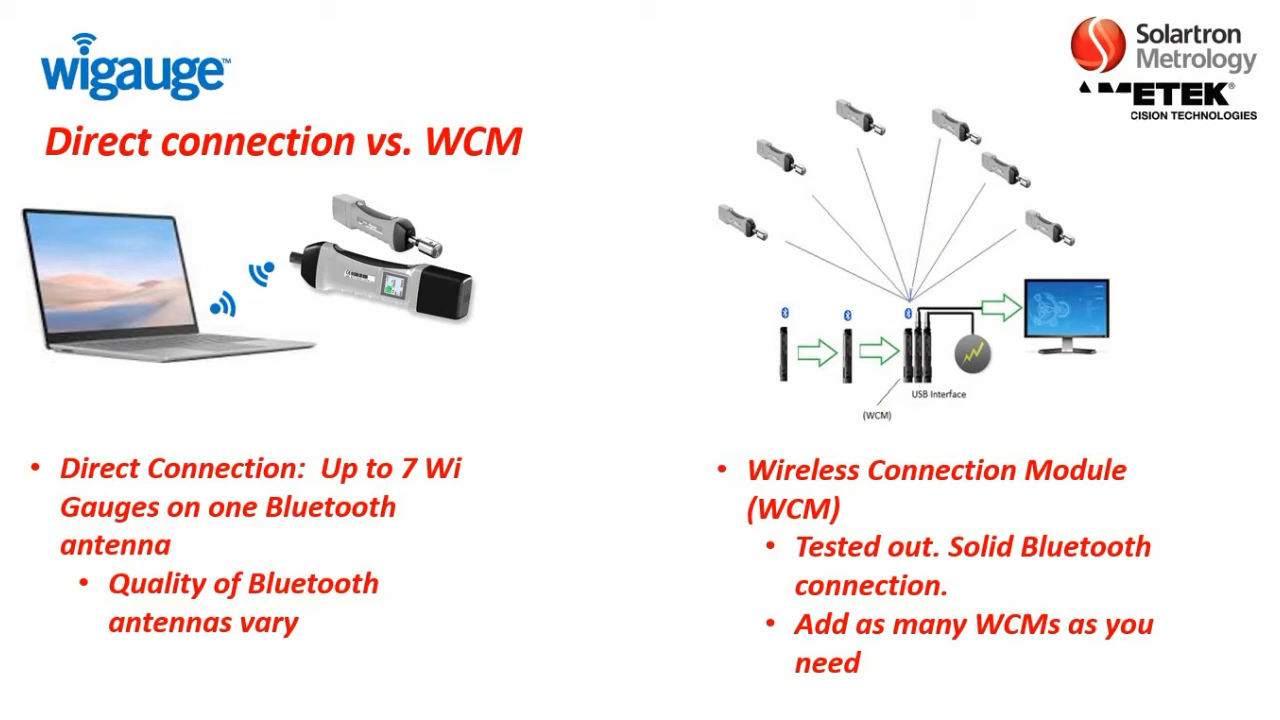 wigauge™
Solartron
Metrology
ETEK®
CISION TECHNOLOGIES
Direct connection vs. WCM
USB Interface
(WCM)
• Direct Connection: Up to 7 Wi
Gauges on one Bluetooth
antenna
• Quality of Bluetooth
antennas vary
• Wireless Connection Module
(WCM)
• Tested out. Solid Bluetooth
connection.
• Add as many WCMs as you
need